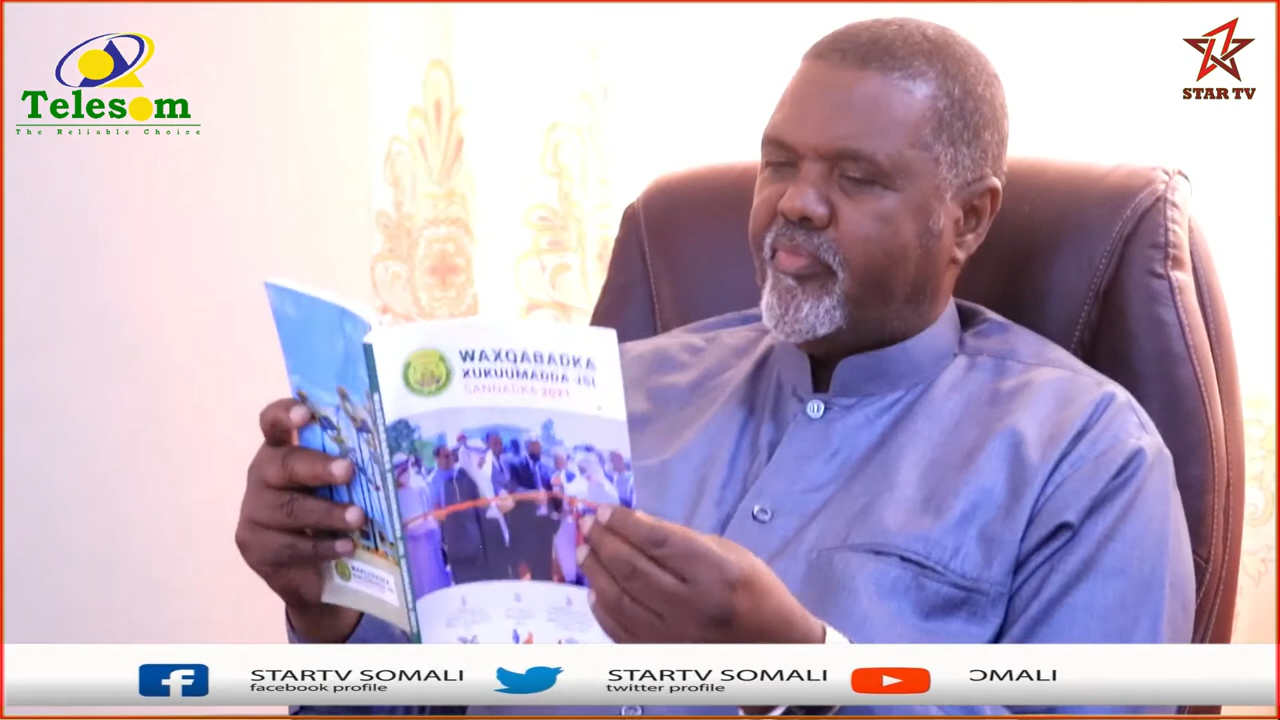 Telesom
The Reliable Choice
STAR TV
WAXQABADKA
XUKUUMADDA JSL
SANNADKA 2021
STARTV SOMALI
facebook profile
STARTV SOMALI
twitter profile
OMALI